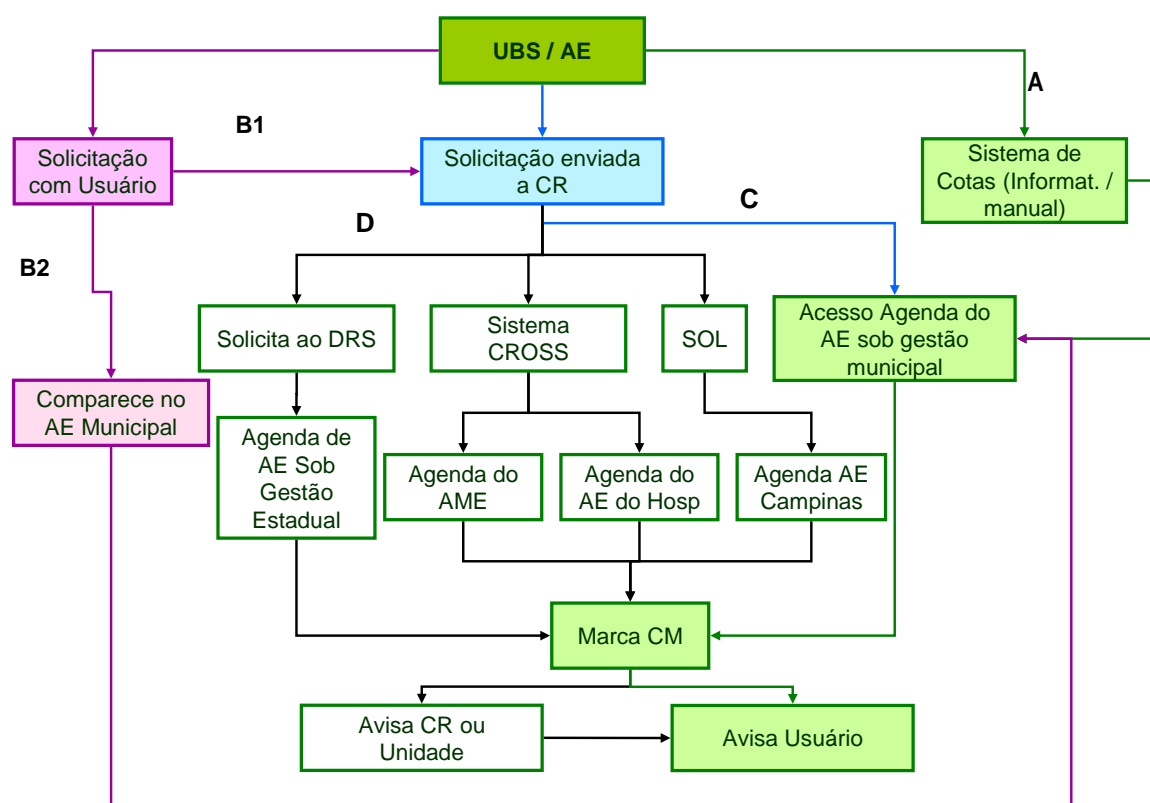 UBS / AE
A
B1
Solicitação
com Usuário
Solicitação enviada
a CR
Sistema de
Cotas (Informat. /
manual)
C
D
B2
Solicita ao DRS
Sistema
CROSS
SOL
Acesso Agenda do
AE sob gestão
municipal
Comparece no
AE Municipal
Agenda de
AE Sob
Gestão
Estadual
Agenda do
AME
Agenda do
AE do Hosp
Agenda AE
Campinas
Marca CM
Avisa CR ou
Unidade
Avisa Usuário